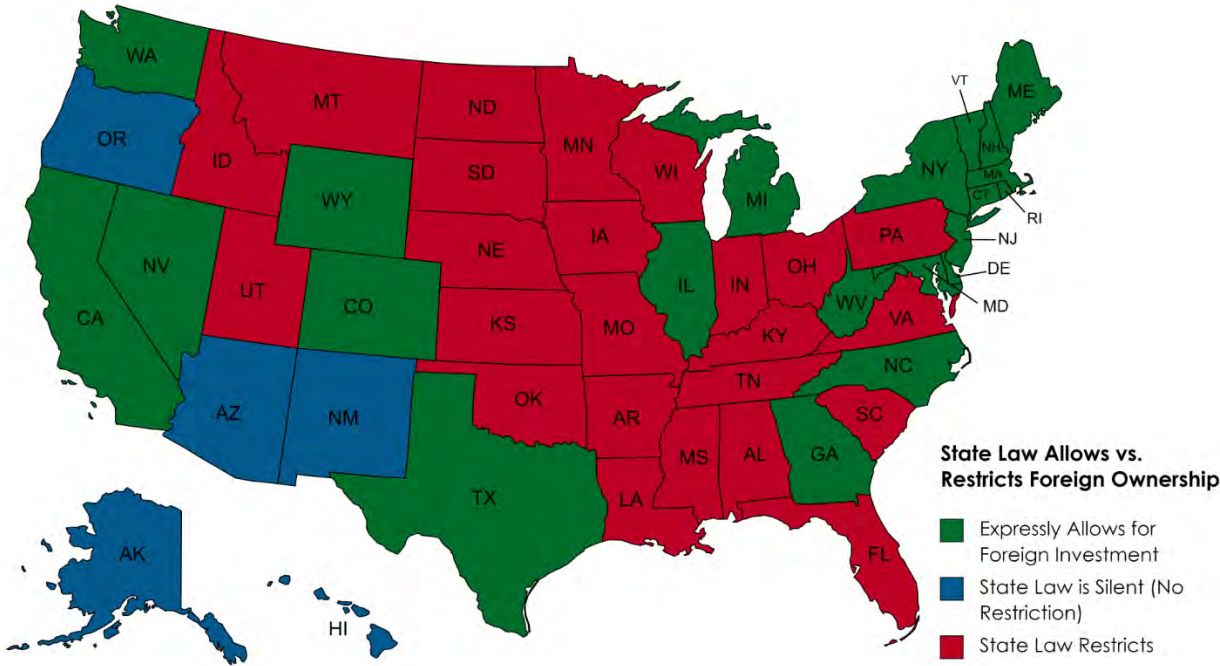 WA
OR
CA
NV
ID
MT
WY
UT
CO
AZ
NM
ND
SD
NE
KS
OK
TX
MN
IA
MO
AR
LA
WI
IL
MI
IN
OH
KY
TN
MS
AL
GA
FL
SC
NC
VA
WV
PA
NY
VT
NH
ME
MA
CT
RI
NJ
DE
MD
AK
HI
State Law Allows vs.
Restricts Foreign Ownership
Expressly Allows for
Foreign Investment
State Law is Silent (No
Restriction)
State Law Restricts